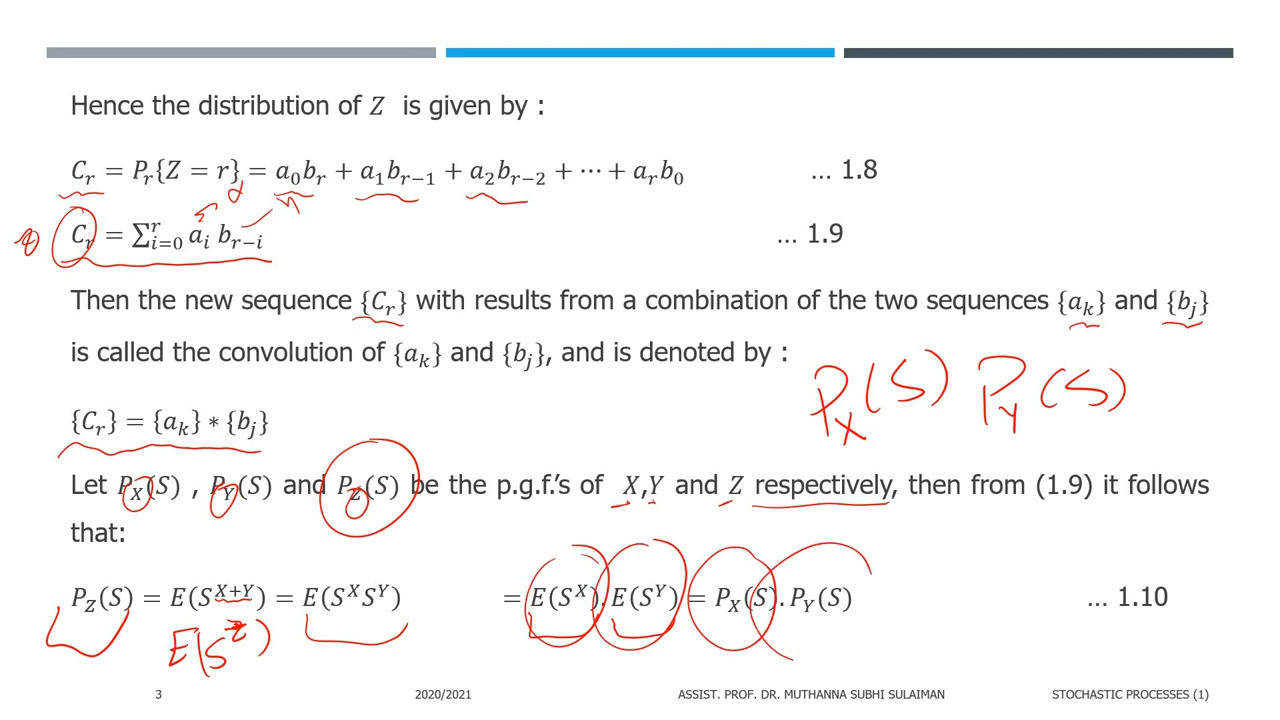 Hence the distribution of Z is given by :
C_r = P_r{Z = r} = a_0b_r + a_1b_{r−1} + a_2b_{r−2} + ⋯ + a_rb_0 … 1.8
C_r = ∑_{i=0}^{r} a_i b_{r−i} … 1.9
Then the new sequence {C_r} with results from a combination of the two sequences {a_k} and {b_j}
is called the convolution of {a_k} and {b_j}, and is denoted by :
P_X(S) P_Y(S)
{C_r} = {a_k} ∗ {b_j}
Let P_X(S) , P_Y(S) and P_Z(S) be the p.g.f.'s of X,Y and Z respectively, then from (1.9) it follows
that:
P_Z(S) = E(S^{X+Y}) = E(S^X S^Y) = E(S^X). E(S^Y) = P_X(S). P_Y(S) … 1.10
E(S^Z)
3 2020/2021 ASSIST. PROF. DR. MUTHANNA SUBHI SULAIMAN STOCHASTIC PROCESSES (1)